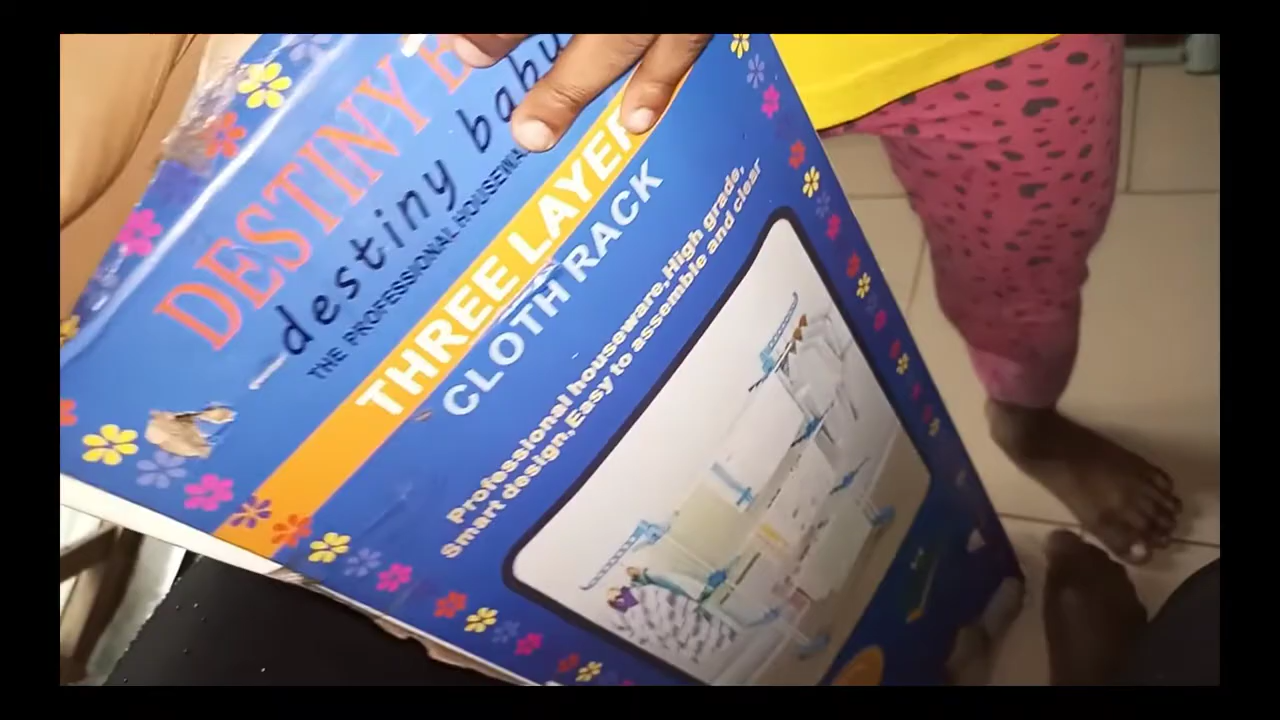 DESTINY B
destiny baby
THE PROFESSIONAL HOUSEWA
THREE LAYER
CLOTH RACK
Professional houseware,High grade,
Smart design,Easy to assemble and clear